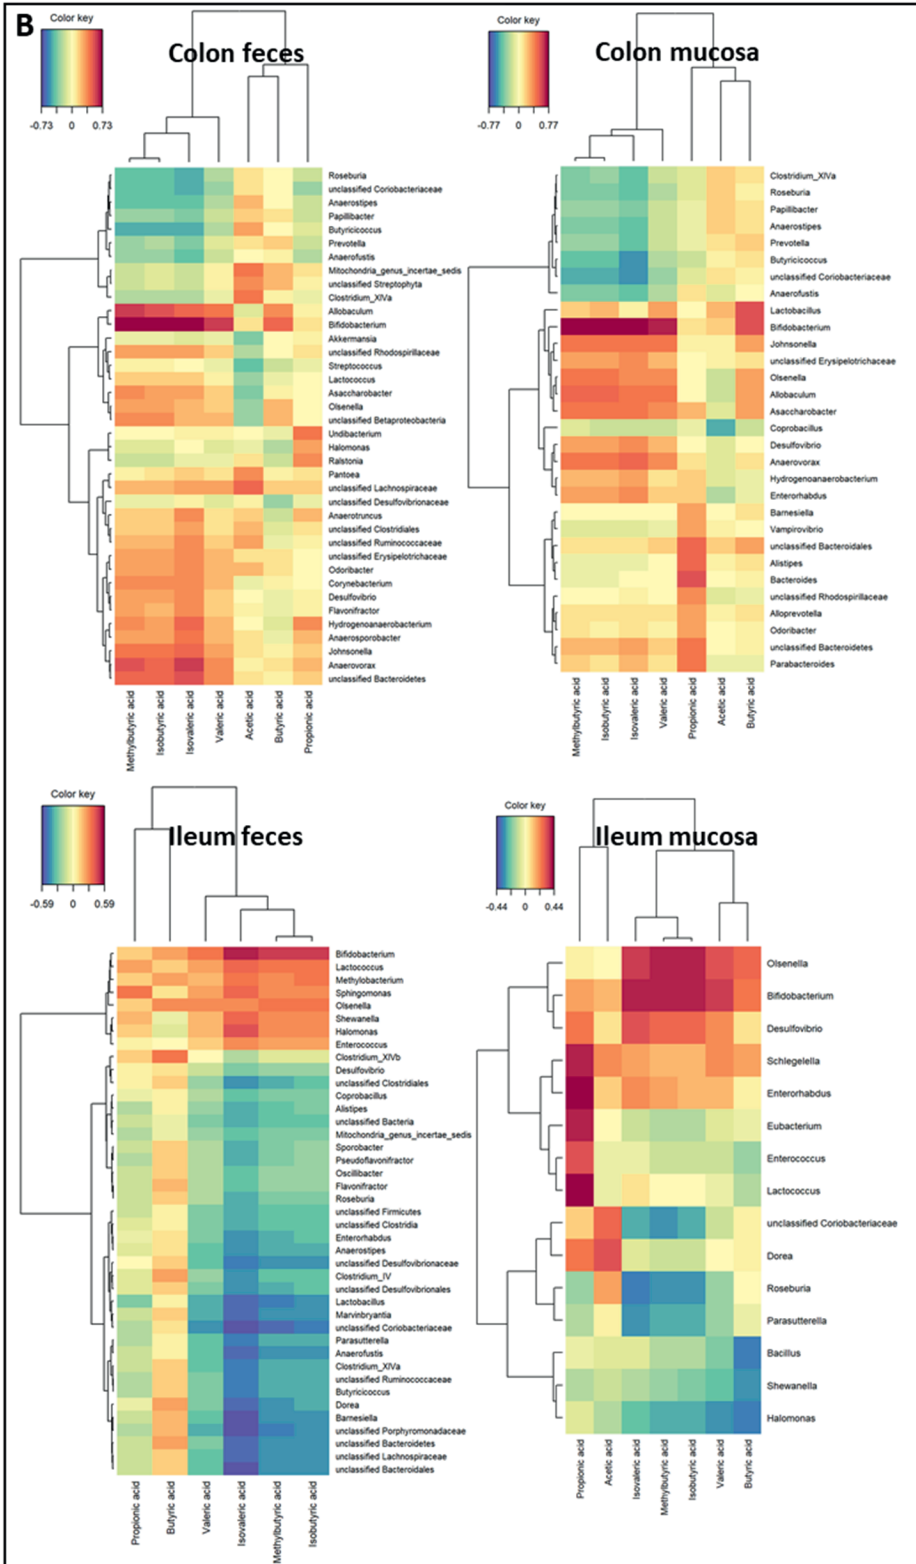 B
Color key
-0.73 0 0.73
Colon feces
Roseburia
unclassified Coriobacteriaceae
Anaerostipes
Papillibacter
Butyricicoccus
Prevotella
Anaerofustis
Mitochondria_genus_incertae_sedis
unclassified Streptophyta
Clostridium_XIVa
Allobaculum
Bifidobacterium
Akkermansia
unclassified Rhodospirillaceae
Streptococcus
Lactococcus
Asaccharobacter
Olsenella
unclassified Betaproteobacteria
Undibacterium
Halomonas
Ralstonia
Pantoea
unclassified Lachnospiraceae
unclassified Desulfovibrionaceae
Anaerotruncus
unclassified Clostridiales
unclassified Ruminococcaceae
unclassified Erysipelotrichaceae
Odoribacter
Corynebacterium
Desulfovibrio
Flavonifractor
Hydrogenoanaerobacterium
Anaerosporobacter
Johnsonella
Anaerovorax
unclassified Bacteroidetes
Methylbutyric acid
Isobutyric acid
Isovaleric acid
Valeric acid
Acetic acid
Butyric acid
Propionic acid
Color key
-0.77 0 0.77
Colon mucosa
Clostridium_XIVa
Roseburia
Papillibacter
Anaerostipes
Prevotella
Butyricicoccus
unclassified Coriobacteriaceae
Anaerofustis
Lactobacillus
Bifidobacterium
Johnsonella
unclassified Erysipelotrichaceae
Olsenella
Allobaculum
Asaccharobacter
Coprobacillus
Desulfovibrio
Anaerovorax
Hydrogenoanaerobacterium
Enterorhabdus
Barnesiella
Vampirovibrio
unclassified Bacteroidales
Alistipes
Bacteroides
unclassified Rhodospirillaceae
Alloprevotella
Odoribacter
unclassified Bacteroidetes
Parabacteroides
Methylbutyric acid
Isobutyric acid
Isovaleric acid
Valeric acid
Propionic acid
Acetic acid
Butyric acid
Color key
-0.59 0 0.59
Ileum feces
Bifidobacterium
Lactococcus
Methylobacterium
Sphingomonas
Olsenella
Shewanella
Halomonas
Enterococcus
Clostridium_XIVb
Desulfovibrio
unclassified Clostridiales
Coprobacillus
Alistipes
unclassified Bacteria
Mitochondria_genus_incertae_sedis
Sporobacter
Pseudoflavonifractor
Oscillibacter
Flavonifractor
Roseburia
unclassified Firmicutes
unclassified Clostridia
Enterorhabdus
Anaerostipes
unclassified Desulfovibrionaceae
Clostridium_IV
unclassified Desulfovibrionales
Lactobacillus
Marvinbryantia
unclassified Coriobacteriaceae
Parasutterella
Anaerofustis
Clostridium_XIVa
unclassified Ruminococcaceae
Butyricicoccus
Dorea
Barnesiella
unclassified Porphyromonadaceae
unclassified Bacteroidetes
unclassified Lachnospiraceae
unclassified Bacteroidales
Propionic acid
Butyric acid
Valeric acid
Isovaleric acid
Methylbutyric acid
Isobutyric acid
Color key
-0.44 0 0.44
Ileum mucosa
Olsenella
Bifidobacterium
Desulfovibrio
Schlegelella
Enterorhabdus
Eubacterium
Enterococcus
Lactococcus
unclassified Coriobacteriaceae
Dorea
Roseburia
Parasutterella
Bacillus
Shewanella
Halomonas
Propionic acid
Acetic acid
Isovaleric acid
Methylbutyric acid
Isobutyric acid
Valeric acid
Butyric acid